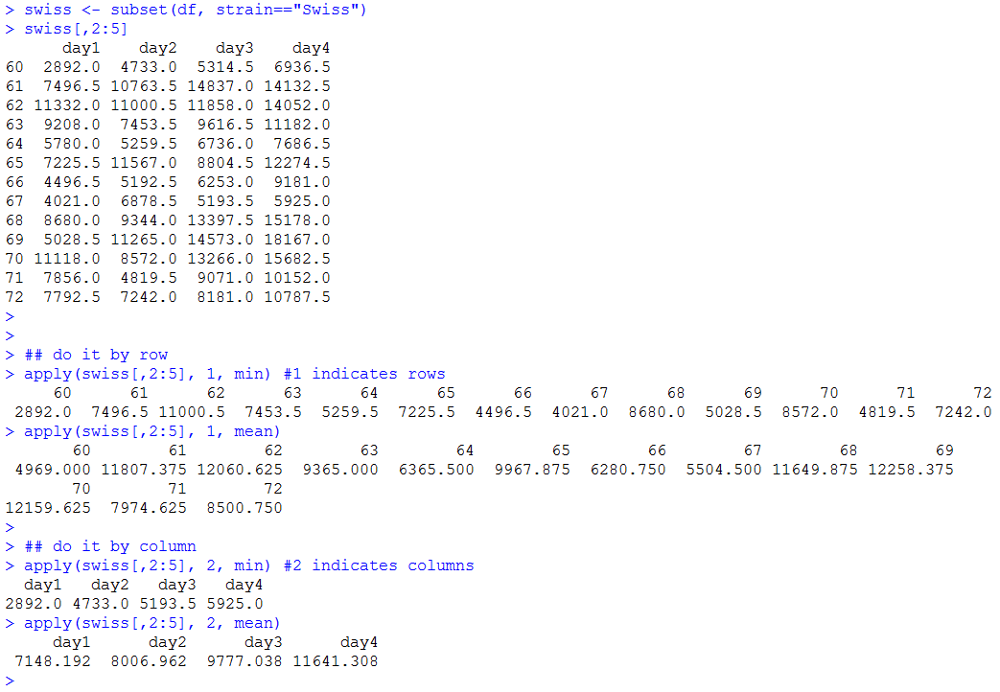 > swiss <- subset(df, strain=="Swiss")
> swiss[,2:5]
      day1    day2    day3    day4
60  2892.0  4733.0  5314.5  6936.5
61  7496.5 10763.5 14837.0 14132.5
62 11332.0 11000.5 11858.0 14052.0
63  9208.0  7453.5  9616.5 11182.0
64  5780.0  5259.5  6736.0  7686.5
65  7225.5 11567.0  8804.5 12274.5
66  4496.5  5192.5  6253.0  9181.0
67  4021.0  6878.5  5193.5  5925.0
68  8680.0  9344.0 13397.5 15178.0
69  5028.5 11265.0 14573.0 18167.0
70 11118.0  8572.0 13266.0 15682.5
71  7856.0  4819.5  9071.0 10152.0
72  7792.5  7242.0  8181.0 10787.5
>
>
> ## do it by row
> apply(swiss[,2:5], 1, min) #1 indicates rows
     60      61      62      63      64      65      66      67      68      69      70      71      72
 2892.0  7496.5 11000.5  7453.5  5259.5  7225.5  4496.5  4021.0  8680.0  5028.5  8572.0  4819.5  7242.0
> apply(swiss[,2:5], 1, mean)
       60        61        62        63        64        65        66        67        68        69
 4969.000 11807.375 12060.625  9365.000  6365.500  9967.875  6280.750  5504.500 11649.875 12258.375
       70        71        72
12159.625  7974.625  8500.750
>
> ## do it by column
> apply(swiss[,2:5], 2, min) #2 indicates columns
  day1   day2   day3   day4
2892.0 4733.0 5193.5 5925.0
> apply(swiss[,2:5], 2, mean)
     day1      day2      day3      day4
 7148.192  8006.962  9777.038 11641.308
>